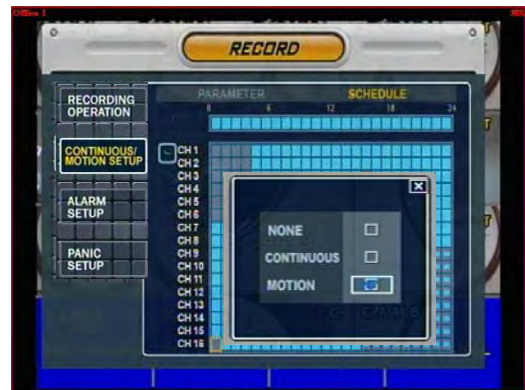 RECORD
PARAMETER SCHEDULE
0 6 12 18 24
RECORDING OPERATION
CONTINUOUS/ MOTION SETUP
ALARM SETUP
PANIC SETUP
CH 1
CH 2
CH 3
CH 4
CH 5
CH 6
CH 7
CH 8
CH 9
CH 10
CH 11
CH 12
CH 13
CH 14
CH 15
CH 16
NONE
CONTINUOUS
MOTION